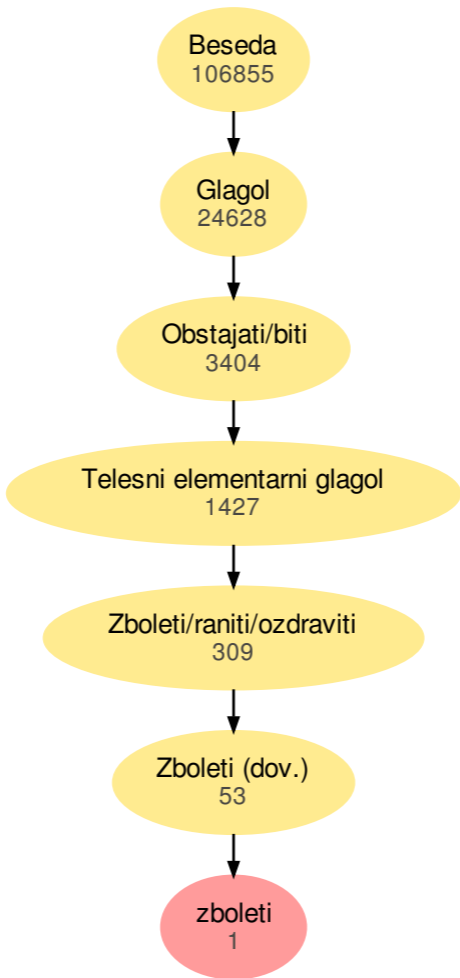 Beseda
106855
Glagol
24628
Obstajati/biti
3404
Telesni elementarni glagol
1427
Zboleti/raniti/ozdraviti
309
Zboleti (dov.)
53
zboleti
1